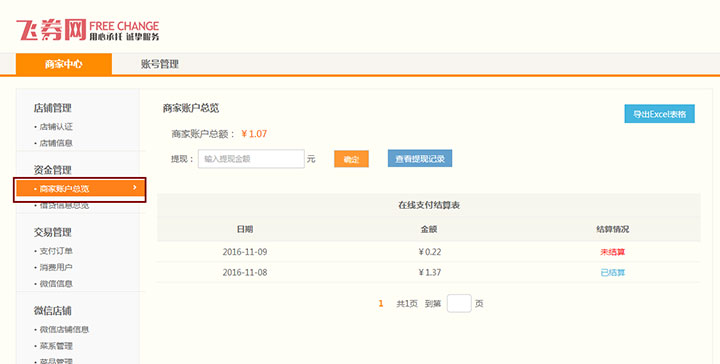 飞券网 FREE CHANGE
用心承托 诚挚服务
商家中心 账号管理
店铺管理
• 店铺认证
• 店铺信息
资金管理
• 商家账户总览 >
• 借贷信息总览
交易管理
• 支付订单
• 消费用户
• 微信信息
微信店铺
• 微信店铺信息
• 菜系管理
• 菜品管理
商家账户总览
导出Excel表格
商家账户总额： ¥ 1.07
提现： 输入提现金额 元 确定 查看提现记录
在线支付结算表
日期 金额 结算情况
2016-11-09 ¥ 0.22 未结算
2016-11-08 ¥ 1.37 已结算
1 共1页 到第 页